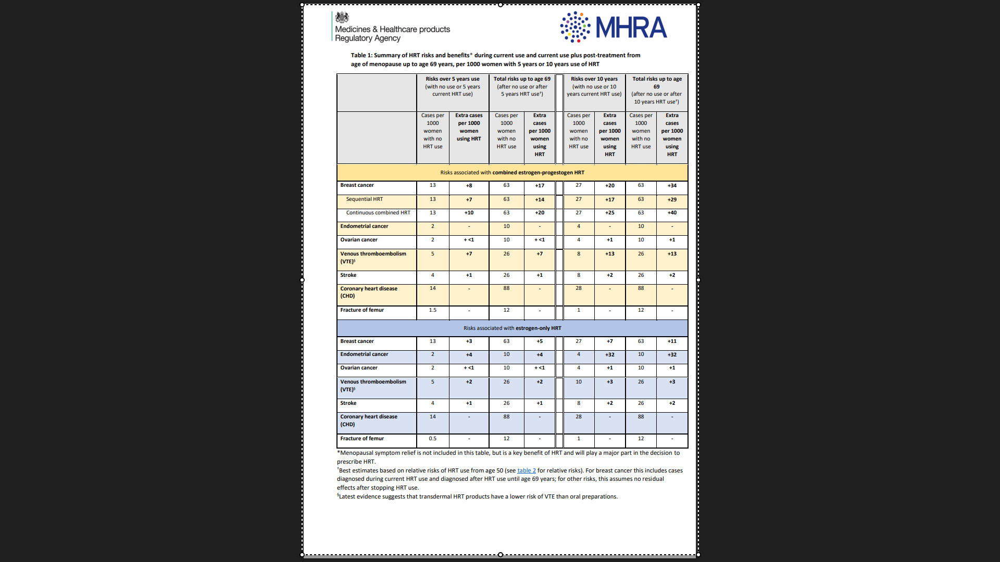 Medicines & Healthcare products
Regulatory Agency
MHRA
Table 1: Summary of HRT risks and benefits* during current use and current use plus post-treatment from
age of menopause up to age 69 years, per 1000 women with 5 years or 10 years use of HRT
Risks over 5 years use
(with no use or 5 years
current HRT use)
Total risks up to age 69
(after no use or after
5 years HRT use†)
Risks over 10 years
(with no use or 10
years current HRT use)
Total risks up to age
69
(after no use or after
10 years HRT use†)
Cases per
1000
women
with no
HRT use
Extra cases
per 1000
women
using HRT
Cases per
1000
women
with no
HRT use
Extra
cases
per 1000
women
using
HRT
Cases per
1000
women
with no
HRT use
Extra
cases
per 1000
women
using
HRT
Cases per
1000
women
with no
HRT use
Extra
cases
per 1000
women
using
HRT
Risks associated with combined estrogen-progestogen HRT
Breast cancer 13 +8 63 +17 27 +20 63 +34
Sequential HRT 13 +7 63 +14 27 +17 63 +29
Continuous combined HRT 13 +10 63 +20 27 +25 63 +40
Endometrial cancer 2 - 10 - 4 - 10 -
Ovarian cancer 2 + <1 10 + <1 4 +1 10 +1
Venous thromboembolism 5 +7 26 +7 8 +13 26 +13
(VTE)§
Stroke 4 +1 26 +1 8 +2 26 +2
Coronary heart disease 14 - 88 - 28 - 88 -
(CHD)
Fracture of femur 1.5 - 12 - 1 - 12 -
Risks associated with estrogen-only HRT
Breast cancer 13 +3 63 +5 27 +7 63 +11
Endometrial cancer 2 +4 10 +4 4 +32 10 +32
Ovarian cancer 2 + <1 10 + <1 4 +1 10 +1
Venous thromboembolism 5 +2 26 +2 10 +3 26 +3
(VTE)§
Stroke 4 +1 26 +1 8 +2 26 +2
Coronary heart disease 14 - 88 - 28 - 88 -
(CHD)
Fracture of femur 0.5 - 12 - 1 - 12 -
*Menopausal symptom relief is not included in this table, but is a key benefit of HRT and will play a major part in the decision to
prescribe HRT.
†Best estimates based on relative risks of HRT use from age 50 (see table 2 for relative risks). For breast cancer this includes cases
diagnosed during current HRT use and diagnosed after HRT use until age 69 years; for other risks, this assumes no residual
effects after stopping HRT use.
§Latest evidence suggests that transdermal HRT products have a lower risk of VTE than oral preparations.